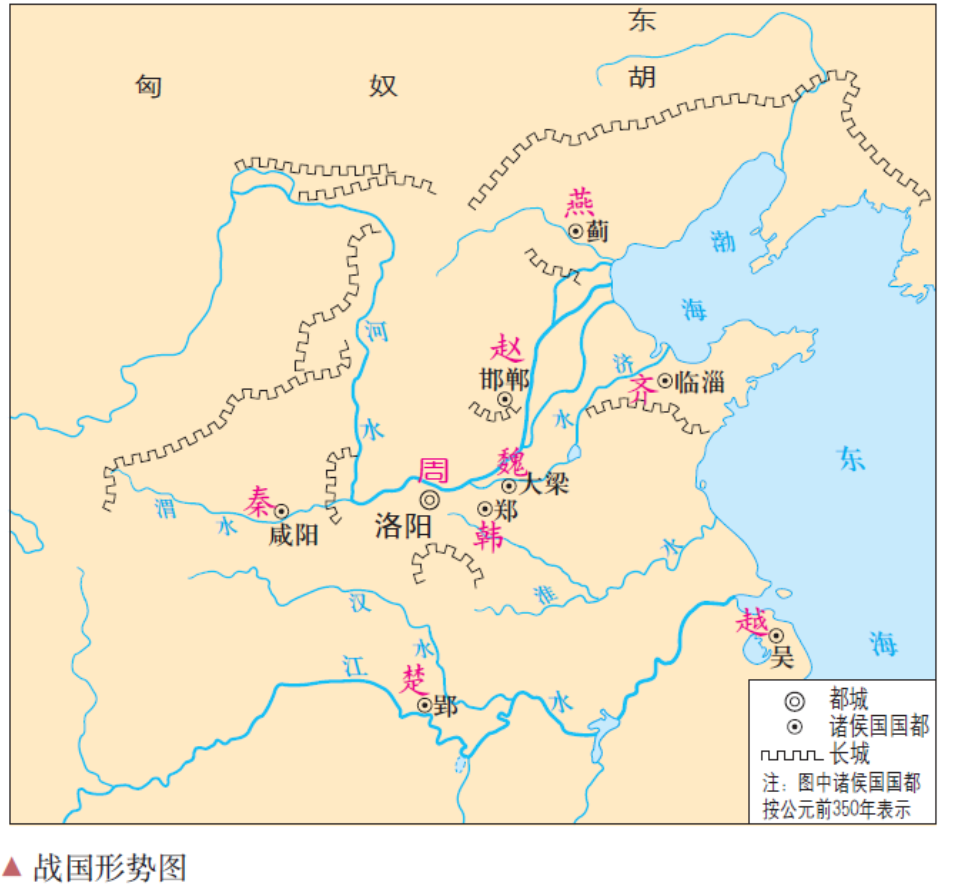 东
胡
匈 奴
燕
蓟
渤
海
赵
邯郸
河
水
济
水
齐
临淄
东
海
魏
大梁
周
洛阳
郑
韩
秦
咸阳
渭
水
淮
水
汉
水
江
水
楚
郢
越
吴
都城
诸侯国国都
长城
注：图中诸侯国国都
按公元前350年表示
▲ 战国形势图